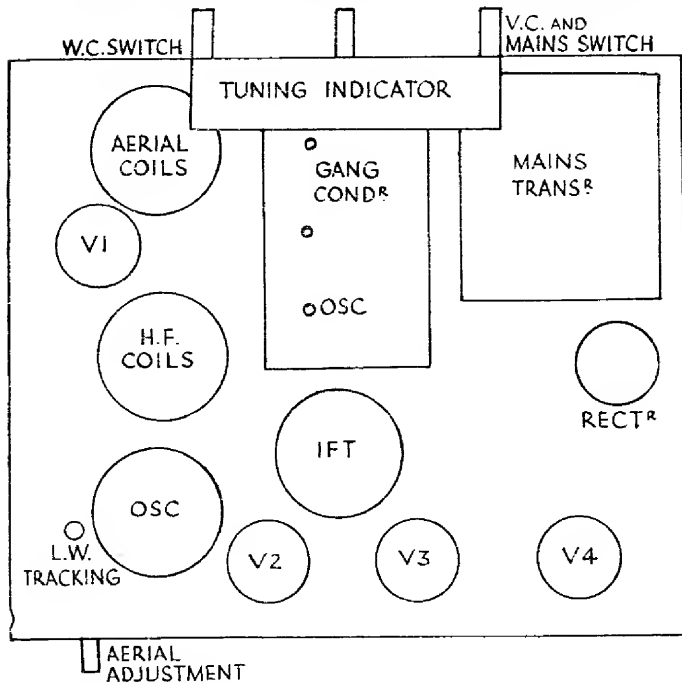 W.C. SWITCH
V.C. AND
MAINS SWITCH
TUNING INDICATOR
AERIAL
COILS
GANG
CONDR
MAINS
TRANSR
V1
OSC
H.F.
COILS
RECTR
IFT
OSC
L.W.
TRACKING
V2
V3
V4
AERIAL
ADJUSTMENT